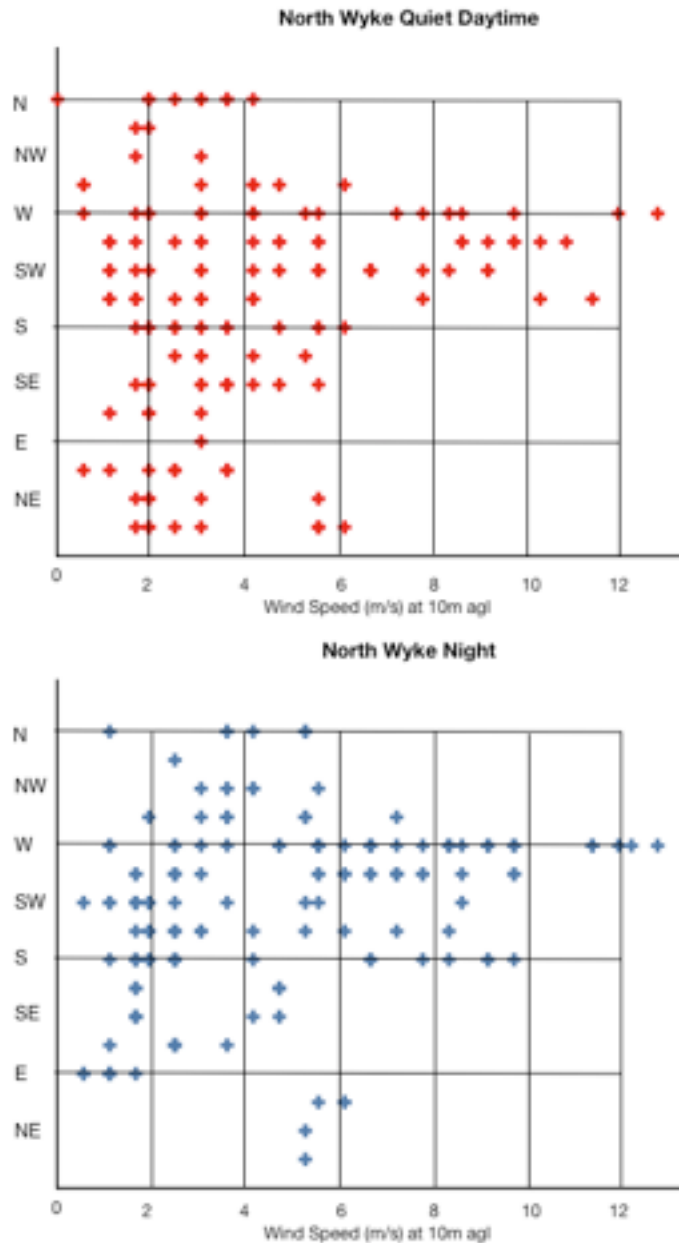 North Wyke Quiet Daytime
N
NW
W
SW
S
SE
E
NE
0 2 4 6 8 10 12
Wind Speed (m/s) at 10m agl
North Wyke Night
N
NW
W
SW
S
SE
E
NE
0 2 4 6 8 10 12
Wind Speed (m/s) at 10m agl